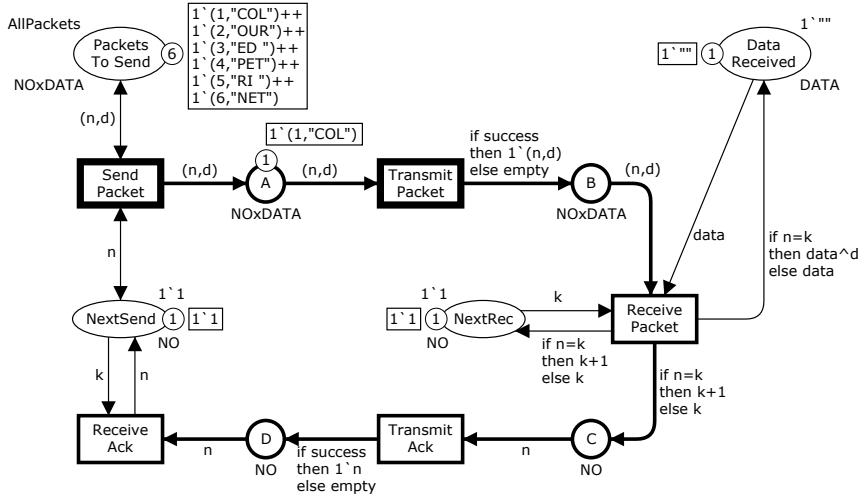 AllPackets
Packets
To Send
6
NOxDATA
1`(1,"COL")++
1`(2,"OUR")++
1`(3,"ED ")++
1`(4,"PET")++
1`(5,"RI ")++
1`(6,"NET")
1`""
1`""
1
Data
Received
DATA
(n,d)
1`(1,"COL")
1
Send
Packet
(n,d)
A
NOxDATA
(n,d)
Transmit
Packet
if success
then 1`(n,d)
else empty
B
NOxDATA
(n,d)
n
data
if n=k
then data^d
else data
1`1
NextSend
1
1`1
NO
1`1
1`1
1
NextRec
NO
k
if n=k
then k+1
else k
Receive
Packet
k
n
if n=k
then k+1
else k
Receive
Ack
n
D
NO
if success
then 1`n
else empty
Transmit
Ack
n
C
NO